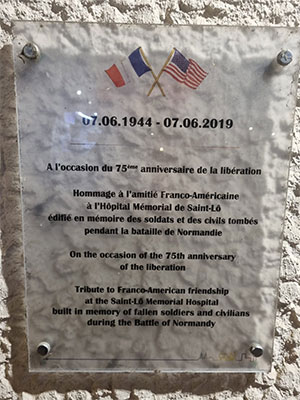 07.06.1944 - 07.06.2019
A l'occasion du 75ème anniversaire de la libération
Hommage à l'amitié Franco-Américaine
à l'Hôpital Mémorial de Saint-Lô
édifié en mémoire des soldats et des civils tombés
pendant la bataille de Normandie
On the occasion of the 75th anniversary
of the liberation
Tribute to Franco-American friendship
at the Saint-Lô Memorial Hospital
built in memory of fallen soldiers and civilians
during the Battle of Normandy